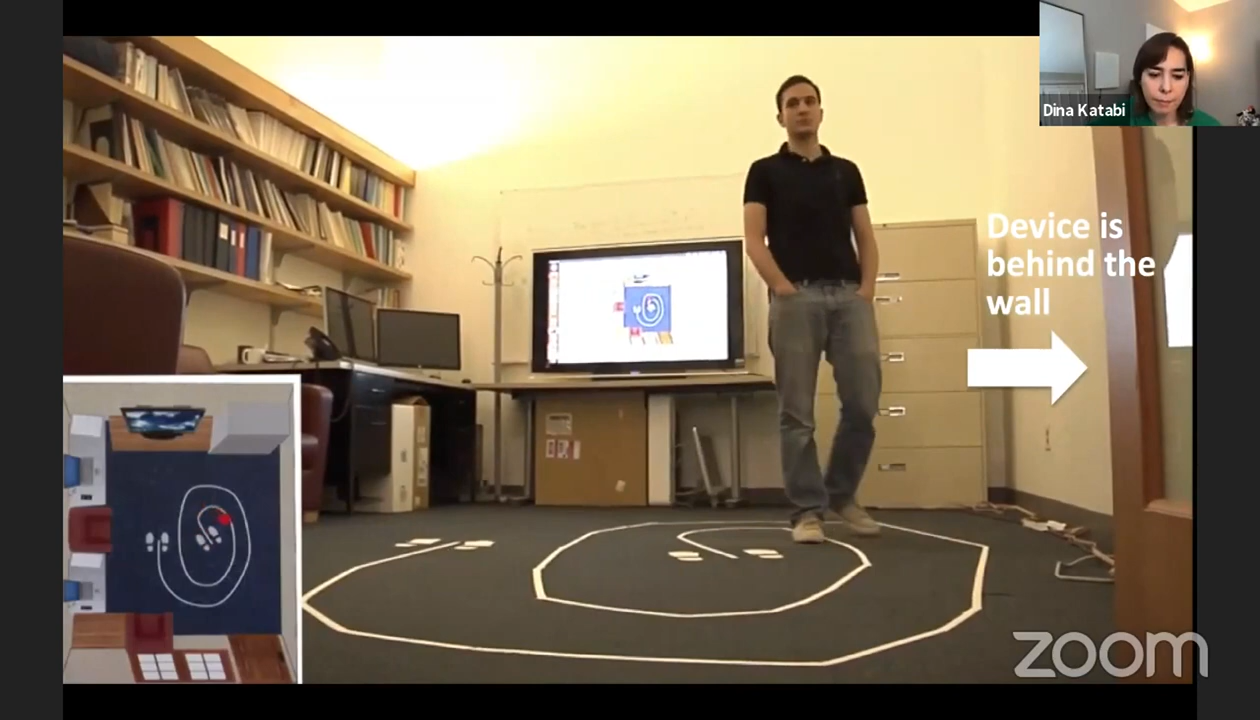 Dina Katabi
Device is
behind the
wall
zoom